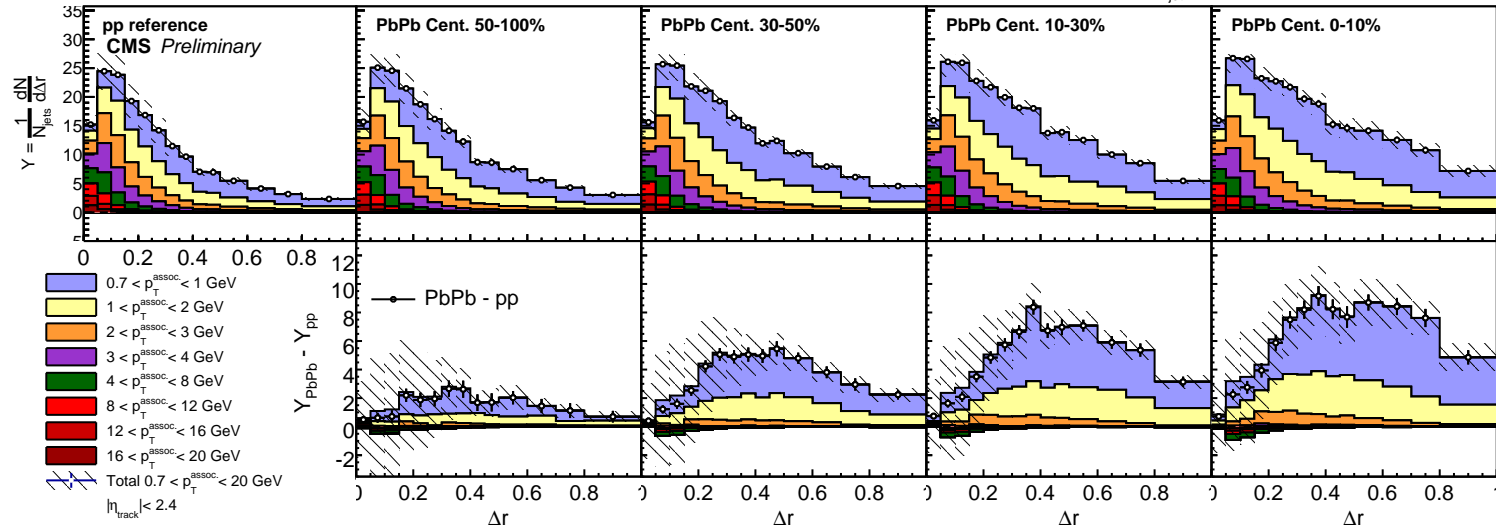 pp reference
CMS Preliminary
PbPb Cent. 50-100%
PbPb Cent. 30-50%
PbPb Cent. 10-30%
PbPb Cent. 0-10%
Y = 1/N_jets dN/dΔr
35
30
25
20
15
10
5
0
0.2 0.4 0.6 0.8
0.7 < p_T^assoc. < 1 GeV
1 < p_T^assoc. < 2 GeV
2 < p_T^assoc. < 3 GeV
3 < p_T^assoc. < 4 GeV
4 < p_T^assoc. < 8 GeV
8 < p_T^assoc. < 12 GeV
12 < p_T^assoc. < 16 GeV
16 < p_T^assoc. < 20 GeV
Total 0.7 < p_T^assoc. < 20 GeV
|η_track| < 2.4
Y_PbPb - Y_pp
12
10
8
6
4
2
0
-2
PbPb - pp
0 0.2 0.4 0.6 0.8
0.2 0.4 0.6 0.8
0.2 0.4 0.6 0.8
0.2 0.4 0.6 0.8 1
Δr
Δr
Δr
Δr